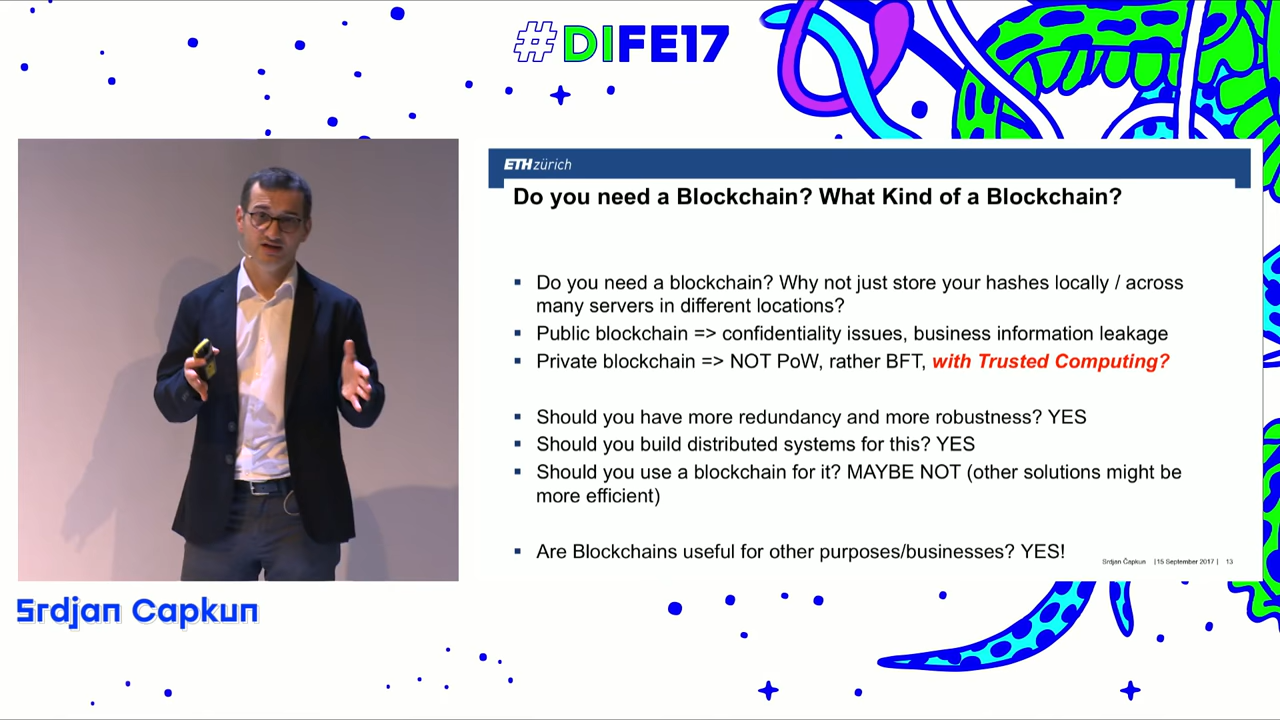 #DIFE17
ETH zürich
Do you need a Blockchain? What Kind of a Blockchain?
▪ Do you need a blockchain? Why not just store your hashes locally / across
many servers in different locations?
▪ Public blockchain => confidentiality issues, business information leakage
▪ Private blockchain => NOT PoW, rather BFT, with Trusted Computing?
▪ Should you have more redundancy and more robustness? YES
▪ Should you build distributed systems for this? YES
▪ Should you use a blockchain for it? MAYBE NOT (other solutions might be
more efficient)
▪ Are Blockchains useful for other purposes/businesses? YES!
Srdjan Čapkun | 15 September 2017 | 13
Srdjan Capkun